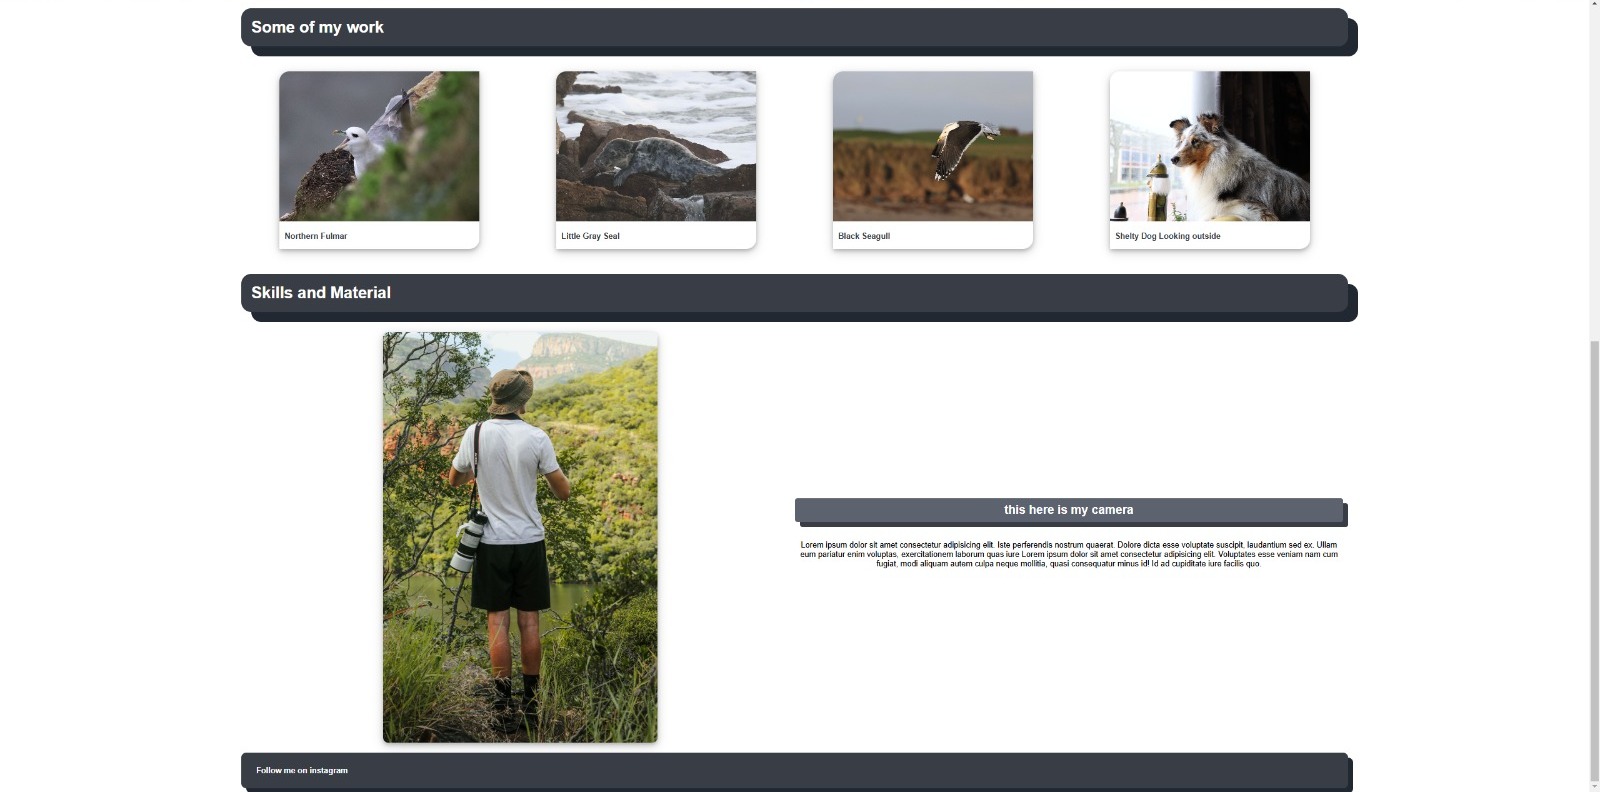 Some of my work
Northern Fulmar
Little Gray Seal
Black Seagull
Shelty Dog Looking outside
Skills and Material
this here is my camera
Lorem ipsum dolor sit amet consectetur adipisicing elit. Iste perferendis nostrum quaerat. Dolore dicta esse voluptate suscipit, laudantium sed ex. Ullam
eum pariatur enim voluptas, exercitationem laborum quas iure Lorem ipsum dolor sit amet consectetur adipisicing elit. Voluptates esse veniam nam cum
fugiat, modi aliquam autem culpa neque mollitia, quasi consequatur minus id! Id ad cupiditate iure facilis quo.
Follow me on instagram